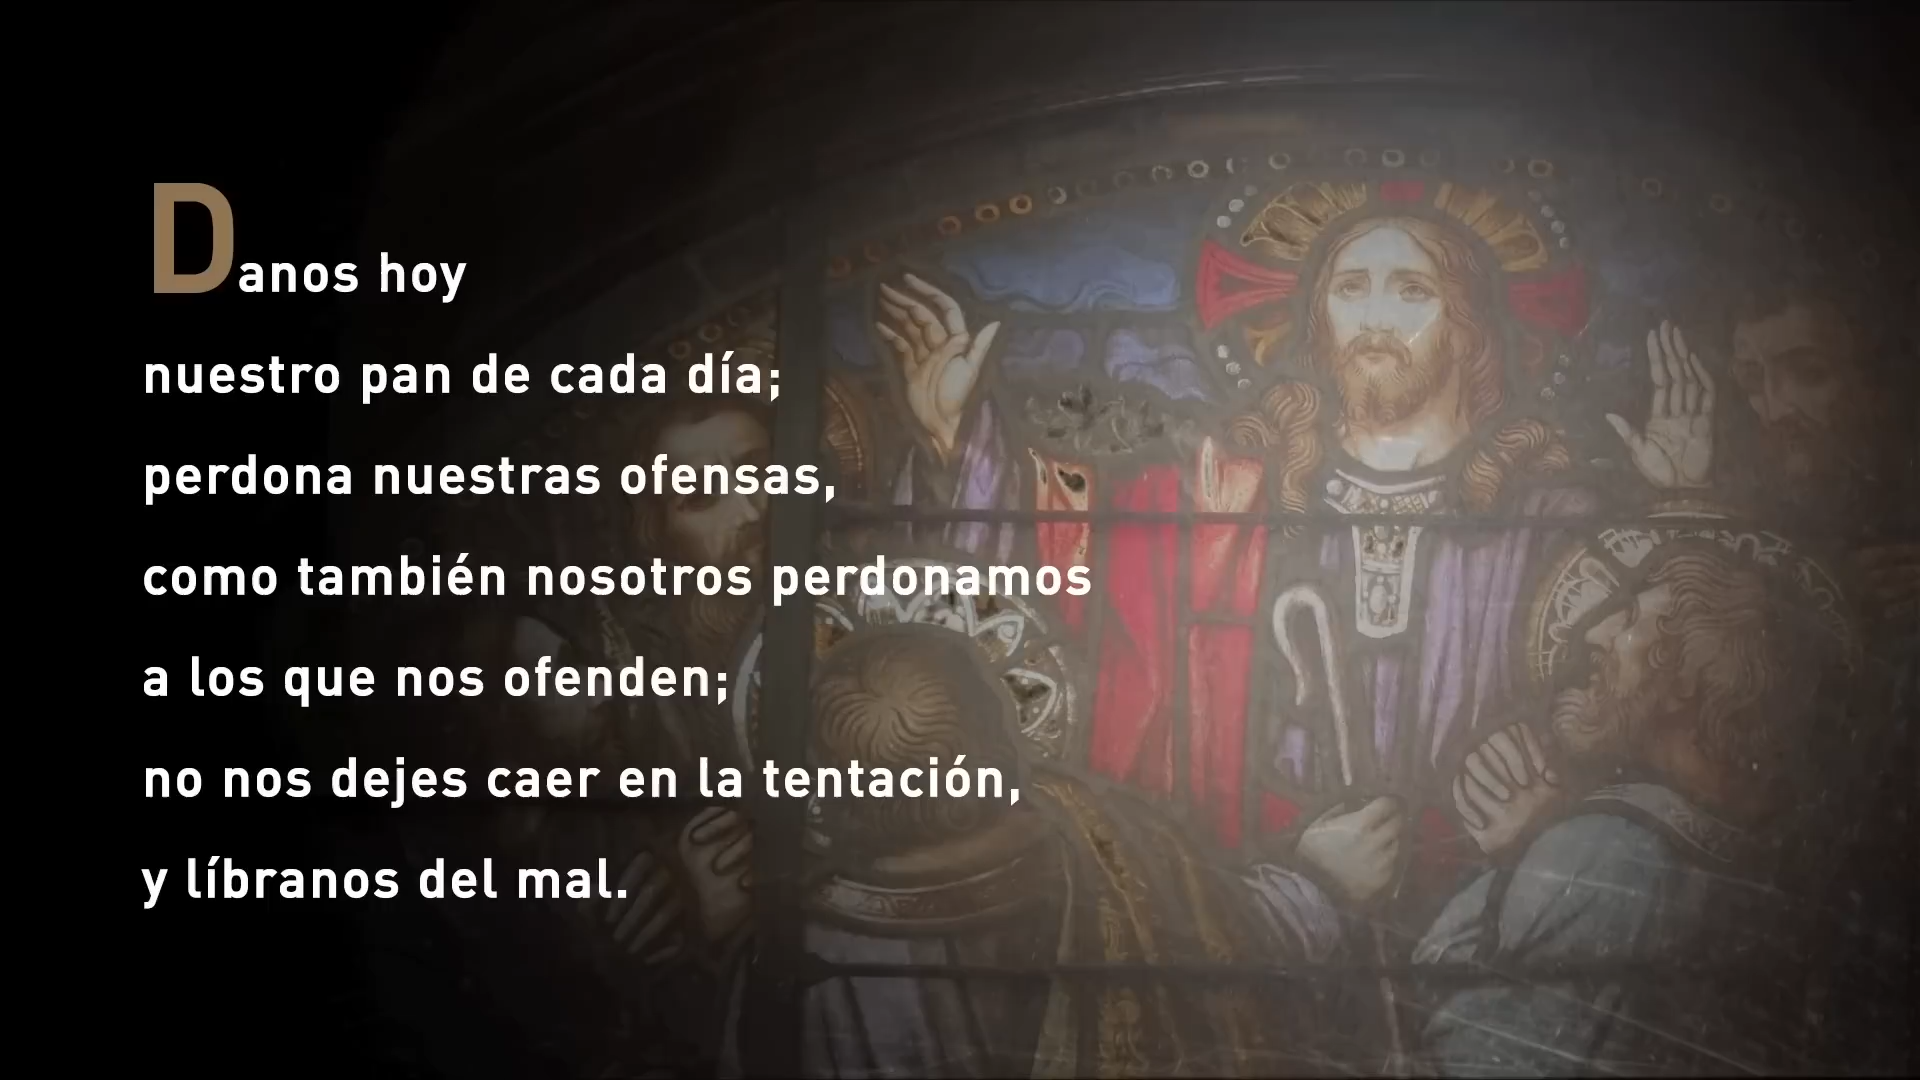 Danos hoy
nuestro pan de cada día;
perdona nuestras ofensas,
como también nosotros perdonamos
a los que nos ofenden;
no nos dejes caer en la tentación,
y líbranos del mal.